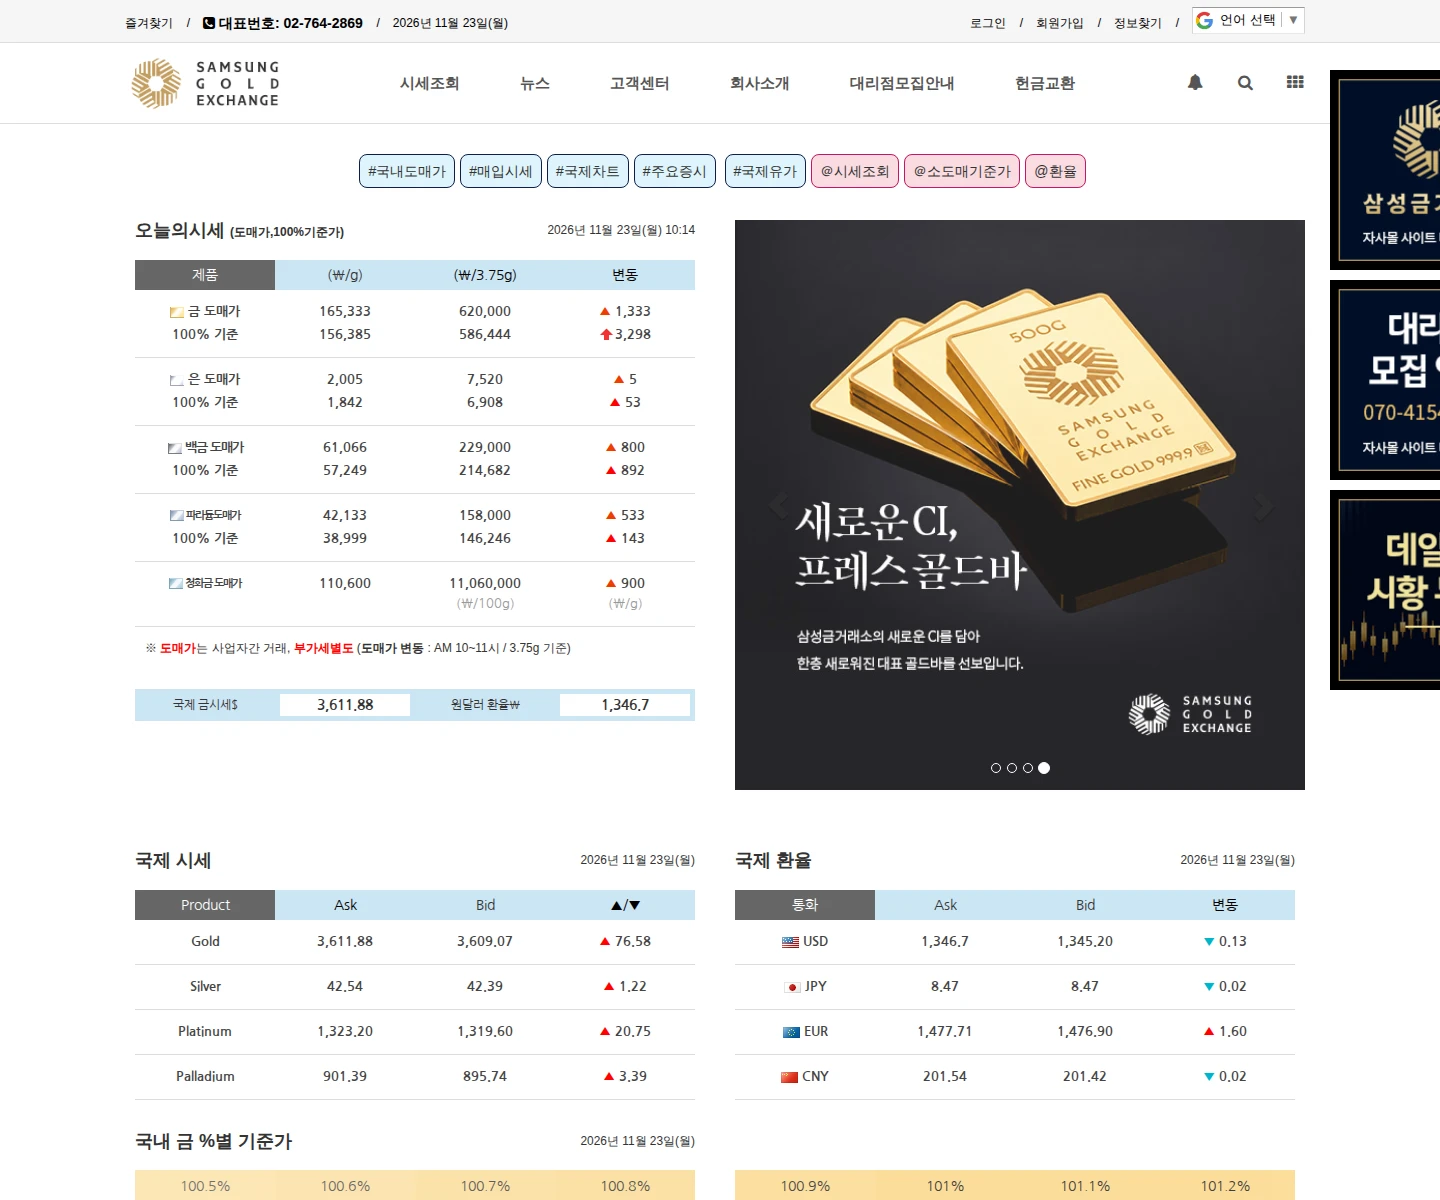 즐겨찾기 / 대표번호: 02-764-2869 / 2026년 11월 23일(월)
로그인 / 회원가입 / 정보찾기 / 언어 선택 ▼
SAMSUNG
GOLD
EXCHANGE
시세조회 뉴스 고객센터 회사소개 대리점모집안내 헌금교환
#국내도매가 #매입시세 #국제차트 #주요증시 #국제유가 @시세조회 @소도매기준가 @환율
오늘의시세 (도매가,100%기준가) 2026년 11월 23일(월) 10:14
제품 (₩/g) (₩/3.75g) 변동
금 도매가 165,333 620,000 ▲ 1,333
100% 기준 156,385 586,444 3,298
은 도매가 2,005 7,520 ▲ 5
100% 기준 1,842 6,908 ▲ 53
백금 도매가 61,066 229,000 ▲ 800
100% 기준 57,249 214,682 ▲ 892
파라듐도매가 42,133 158,000 ▲ 533
100% 기준 38,999 146,246 ▲ 143
청화금 도매가 110,600 11,060,000 ▲ 900
(₩/100g) (₩/g)
※ 도매가는 사업자간 거래, 부가세별도 (도매가 변동 : AM 10~11시 / 3.75g 기준)
국제 금시세$ 3,611.88 원달러 환율₩ 1,346.7
500G
SAMSUNG
GOLD
EXCHANGE
FINE GOLD 999.9
새로운 CI,
프레스 골드바
삼성금거래소의 새로운 CI를 담아
한층 새로워진 대표 골드바를 선보입니다.
SAMSUNG
GOLD
EXCHANGE
삼성금
자사몰 사이트
대리
모집
070-415
자사몰 사이트
데일
시황
국제 시세 2026년 11월 23일(월)
Product Ask Bid ▲/▼
Gold 3,611.88 3,609.07 ▲ 76.58
Silver 42.54 42.39 ▲ 1.22
Platinum 1,323.20 1,319.60 ▲ 20.75
Palladium 901.39 895.74 ▲ 3.39
국제 환율 2026년 11월 23일(월)
통화 Ask Bid 변동
USD 1,346.7 1,345.20 ▼ 0.13
JPY 8.47 8.47 ▼ 0.02
EUR 1,477.71 1,476.90 ▲ 1.60
CNY 201.54 201.42 ▼ 0.02
국내 금 %별 기준가 2026년 11월 23일(월)
100.5% 100.6% 100.7% 100.8% 100.9% 101% 101.1% 101.2%